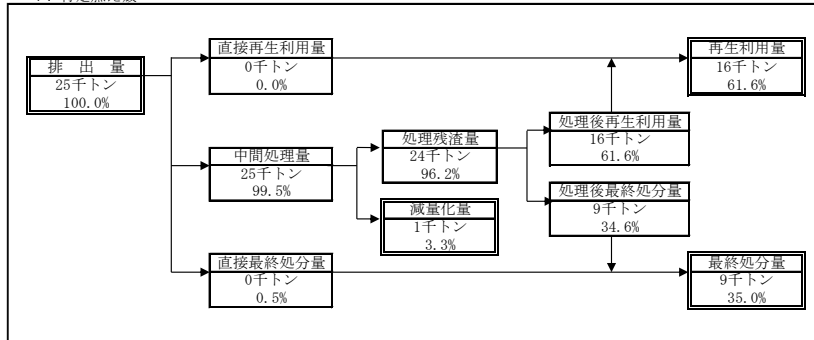 直接再生利用量
0千トン
0.0%
再生利用量
16千トン
61.6%
排 出 量
25千トン
100.0%
処理後再生利用量
16千トン
61.6%
処理残渣量
24千トン
96.2%
中間処理量
25千トン
99.5%
処理後最終処分量
9千トン
34.6%
減量化量
1千トン
3.3%
直接最終処分量
0千トン
0.5%
最終処分量
9千トン
35.0%